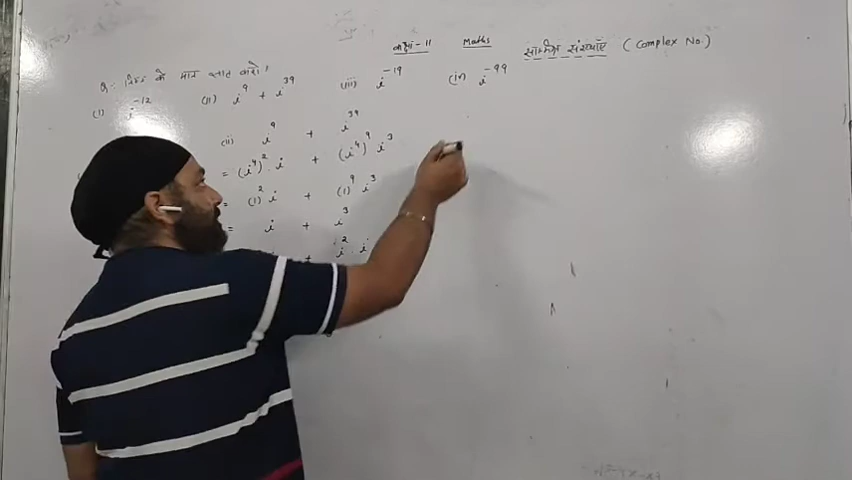 कक्षा-11 Maths सम्मिश्र संख्याएँ (Complex No.)
Q: निम्न के मान ज्ञात करो।
(i) i^-12 (ii) i^9 + i^39 (iii) i^-19 (iv) i^-99
(ii) i^9 + i^39
= (i^4)^2 . i + (i^4)^9 i^3
= (1)^2 i + (1)^9 i^3
= i + i^3
+ i^2 . i